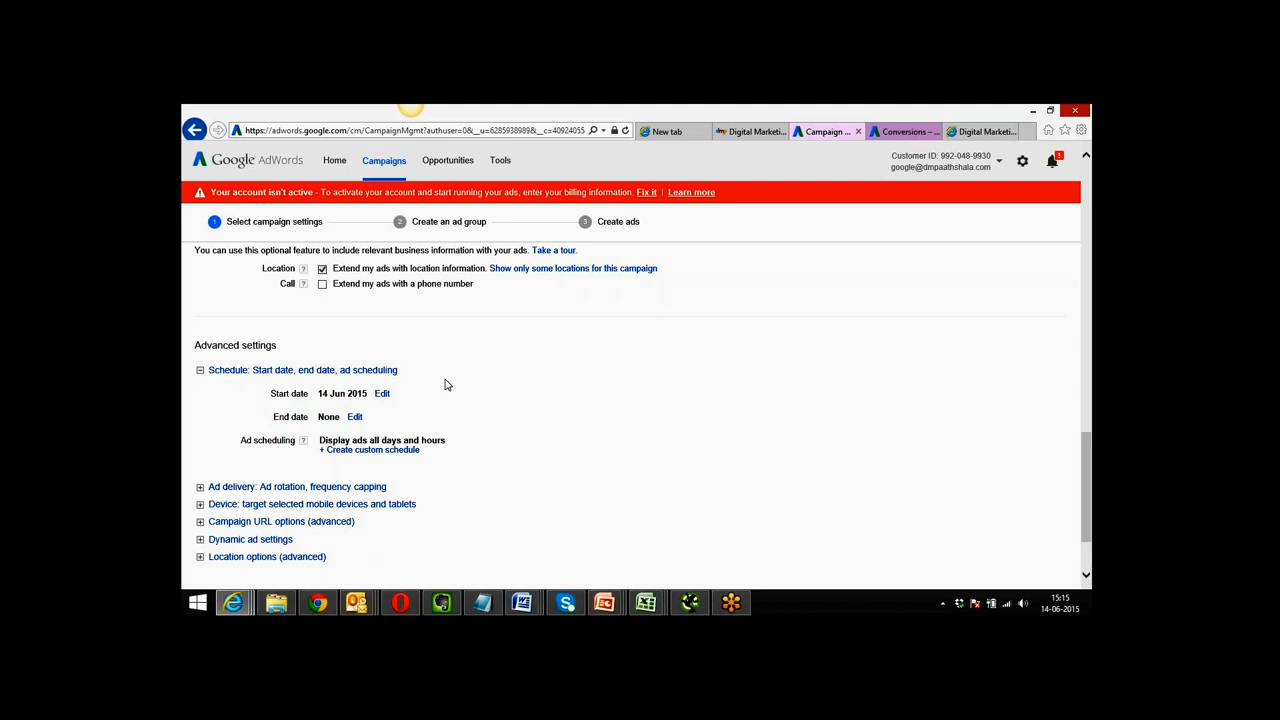 https://adwords.google.com/cm/CampaignMgmt?authuser=0&__u=6285938989&__c=40924055
New tab
Digital Marketi...
Campaign ...
Conversions – ...
Digital Marketi...
Google AdWords
Home
Campaigns
Opportunities
Tools
Customer ID: 992-048-9930
google@dmpaathshala.com
Your account isn't active - To activate your account and start running your ads, enter your billing information. Fix it | Learn more
1 Select campaign settings
2 Create an ad group
3 Create ads
You can use this optional feature to include relevant business information with your ads. Take a tour.
Location ? Extend my ads with location information. Show only some locations for this campaign
Call ? Extend my ads with a phone number
Advanced settings
Schedule: Start date, end date, ad scheduling
Start date 14 Jun 2015 Edit
End date None Edit
Ad scheduling ? Display ads all days and hours
+ Create custom schedule
Ad delivery: Ad rotation, frequency capping
Device: target selected mobile devices and tablets
Campaign URL options (advanced)
Dynamic ad settings
Location options (advanced)
15:15
14-06-2015